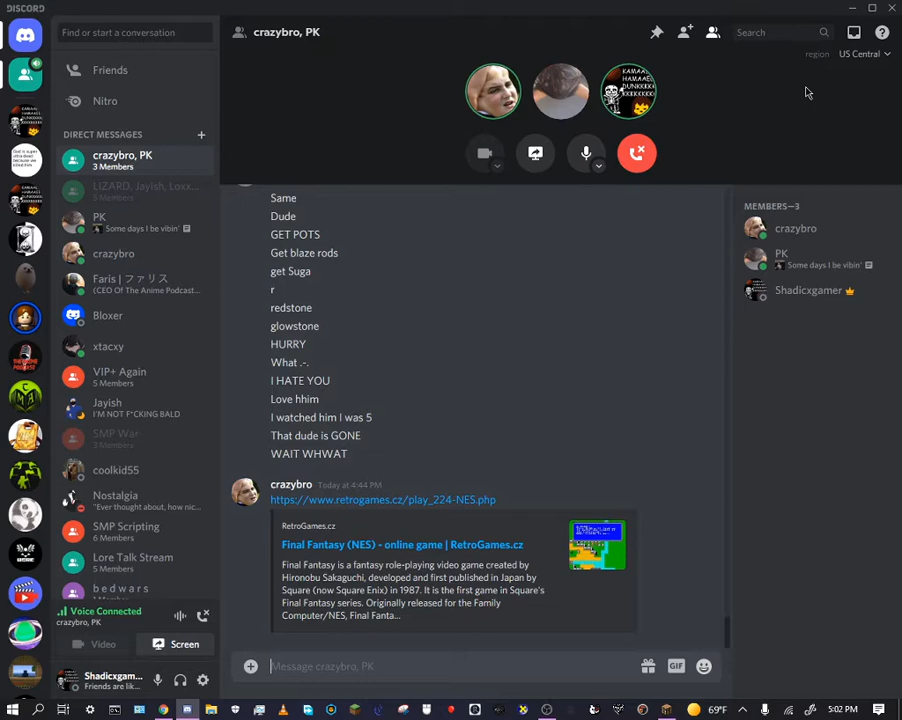 DISCORD
Find or start a conversation
crazybro, PK
Search
region
US Central
Friends
Nitro
DIRECT MESSAGES
crazybro, PK
3 Members
LIZARD, Jayish, Loxx...
5 Members
PK
Some days I be vibin'
crazybro
Faris | ファリス
(CEO Of The Anime Podcast...
Bloxer
xtacxy
VIP+ Again
5 Members
Jayish
I'M NOT F*CKING BALD
SMP War
3 Members
coolkid55
Nostalgia
"Ever thought about, how nic...
SMP Scripting
6 Members
Lore Talk Stream
5 Members
b e d w a r s
Voice Connected
crazybro, PK
Video
Screen
Shadicxgam...
Friends are lik...
Same
Dude
GET POTS
Get blaze rods
get Suga
r
redstone
glowstone
HURRY
What .-.
I HATE YOU
Love hhim
I watched him I was 5
That dude is GONE
WAIT WHWAT
crazybro Today at 4:44 PM
https://www.retrogames.cz/play_224-NES.php
RetroGames.cz
Final Fantasy (NES) - online game | RetroGames.cz
Final Fantasy is a fantasy role-playing video game created by
Hironobu Sakaguchi, developed and first published in Japan by
Square (now Square Enix) in 1987. It is the first game in Square's
Final Fantasy series. Originally released for the Family
Computer/NES, Final Fanta...
Message crazybro, PK
GIF
MEMBERS—3
crazybro
PK
Some days I be vibin'
Shadicxgamer
69°F
5:02 PM